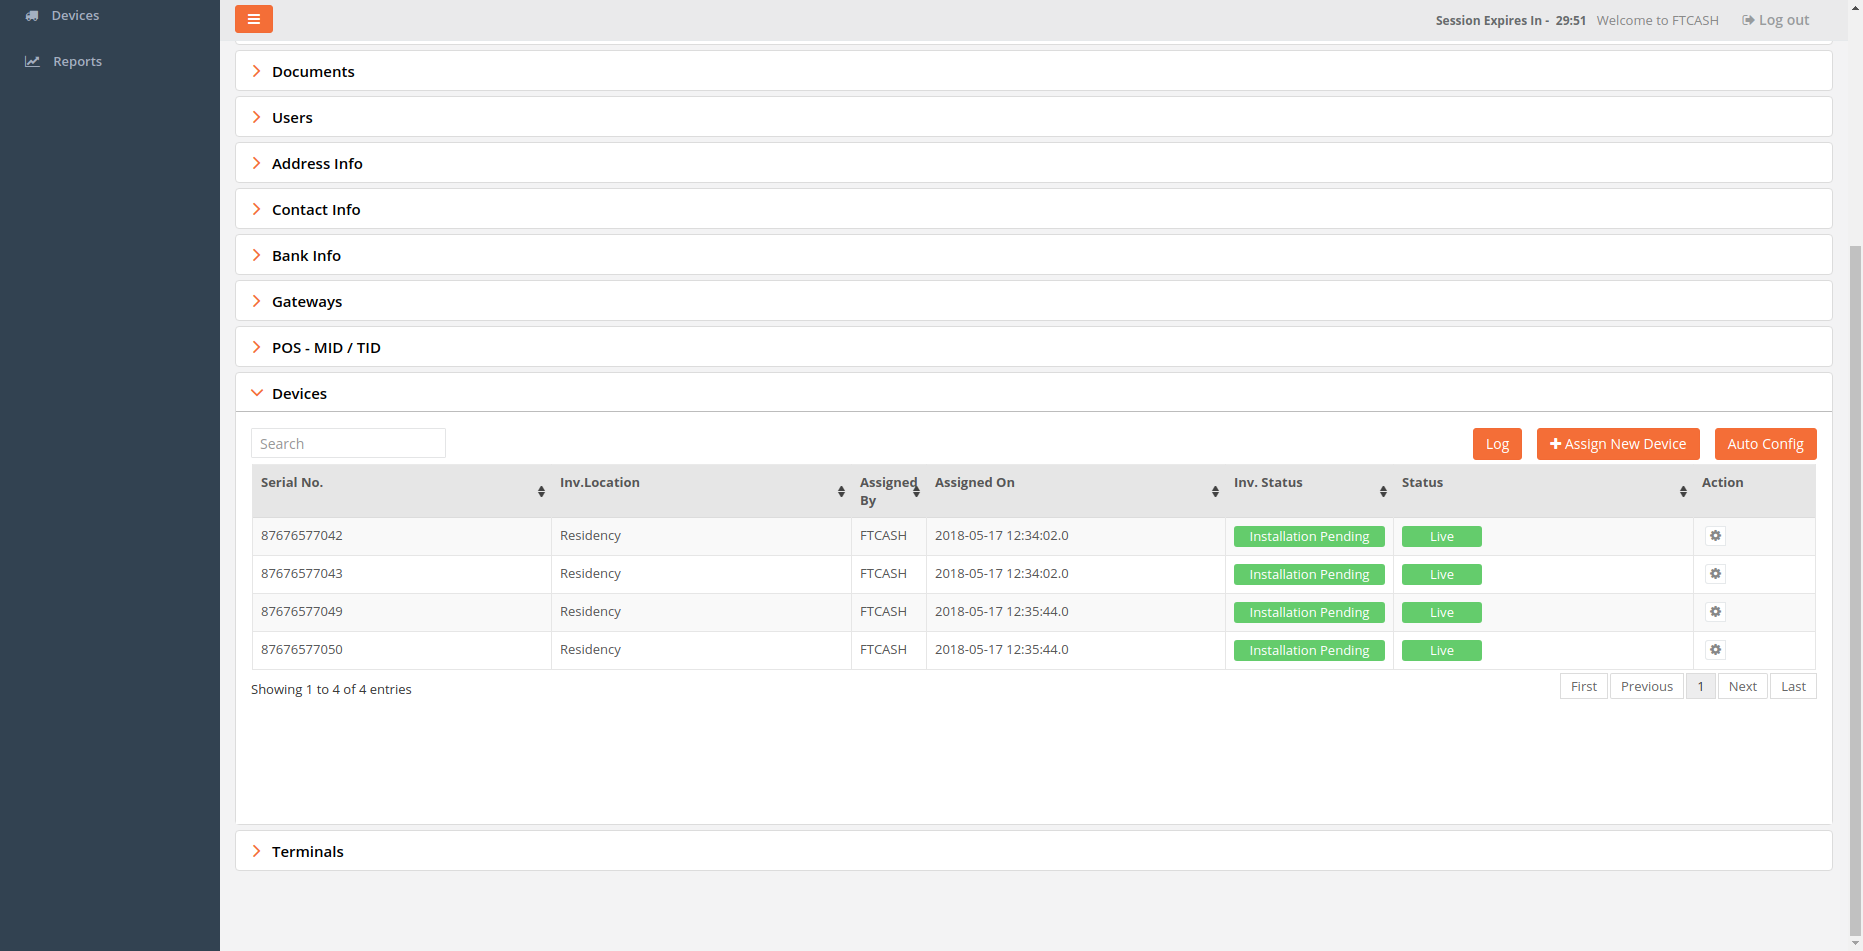 Devices
Reports
Session Expires In - 29:51 Welcome to FTCASH Log out
Documents
Users
Address Info
Contact Info
Bank Info
Gateways
POS - MID / TID
Devices
Search Log Assign New Device Auto Config
Serial No. Inv.Location Assigned By Assigned On Inv. Status Status Action
87676577042 Residency FTCASH 2018-05-17 12:34:02.0 Installation Pending Live
87676577043 Residency FTCASH 2018-05-17 12:34:02.0 Installation Pending Live
87676577049 Residency FTCASH 2018-05-17 12:35:44.0 Installation Pending Live
87676577050 Residency FTCASH 2018-05-17 12:35:44.0 Installation Pending Live
Showing 1 to 4 of 4 entries First Previous 1 Next Last
Terminals